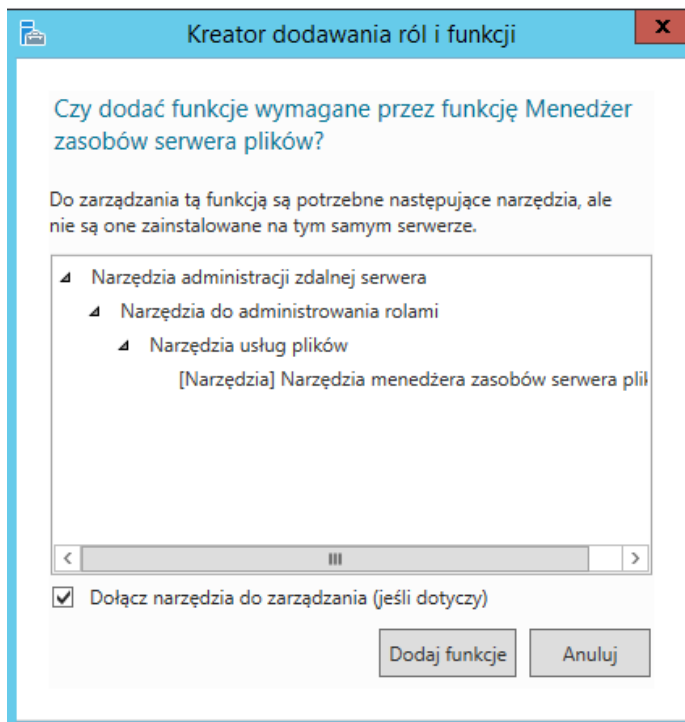 Kreator dodawania ról i funkcji
x
Czy dodać funkcje wymagane przez funkcję Menedżer
zasobów serwera plików?
Do zarządzania tą funkcją są potrzebne następujące narzędzia, ale
nie są one zainstalowane na tym samym serwerze.
Narzędzia administracji zdalnej serwera
Narzędzia do administrowania rolami
Narzędzia usług plików
[Narzędzia] Narzędzia menedżera zasobów serwera plik
Dołącz narzędzia do zarządzania (jeśli dotyczy)
Dodaj funkcje Anuluj